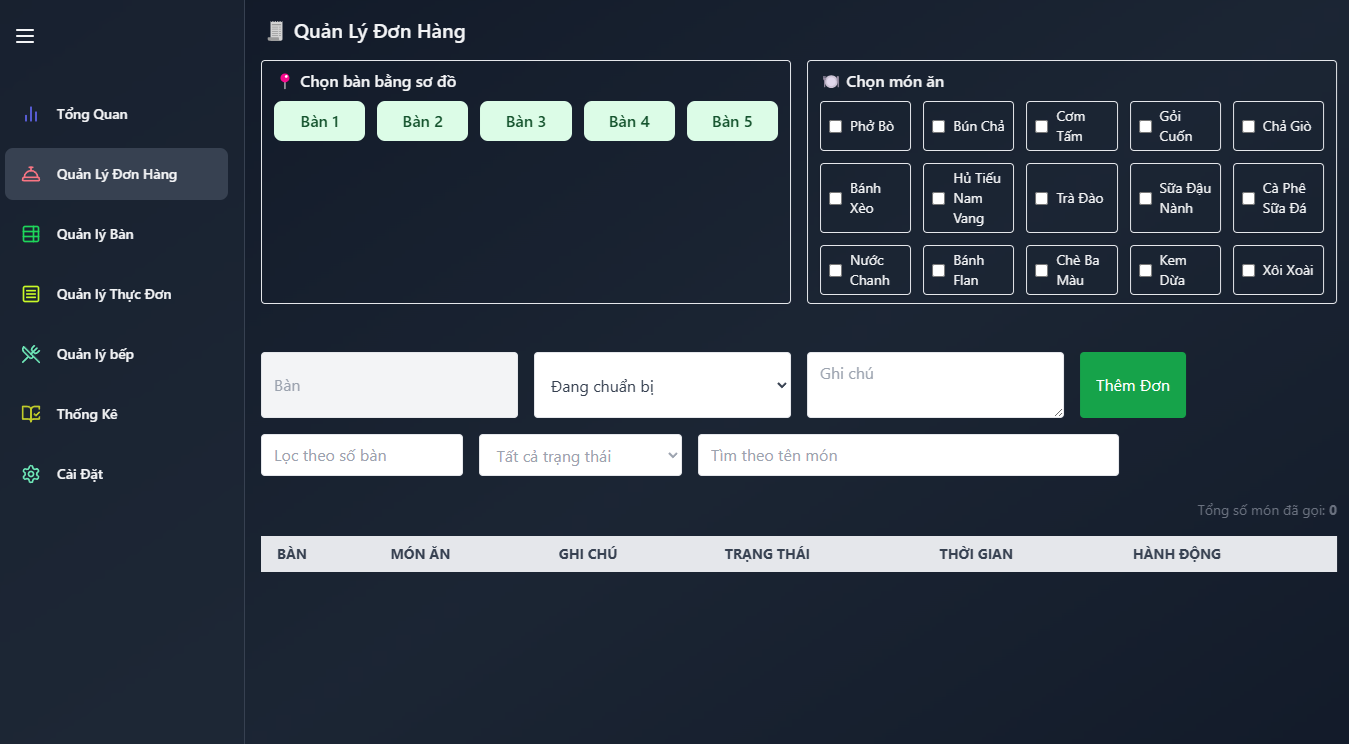 Quản Lý Đơn Hàng
Tổng Quan
Quản Lý Đơn Hàng
Quản lý Bàn
Quản lý Thực Đơn
Quản lý bếp
Thống Kê
Cài Đặt
Chọn bàn bằng sơ đồ
Bàn 1
Bàn 2
Bàn 3
Bàn 4
Bàn 5
Chọn món ăn
Phở Bò
Bún Chả
Cơm
Tấm
Gỏi
Cuốn
Chả Giò
Bánh
Xèo
Hủ Tiếu
Nam
Vang
Trà Đào
Sữa Đậu
Nành
Cà Phê
Sữa Đá
Nước
Chanh
Bánh
Flan
Chè Ba
Màu
Kem
Dừa
Xôi Xoài
Bàn
Đang chuẩn bị
Ghi chú
Thêm Đơn
Lọc theo số bàn
Tất cả trạng thái
Tìm theo tên món
Tổng số món đã gọi: 0
BÀN
MÓN ĂN
GHI CHÚ
TRẠNG THÁI
THỜI GIAN
HÀNH ĐỘNG